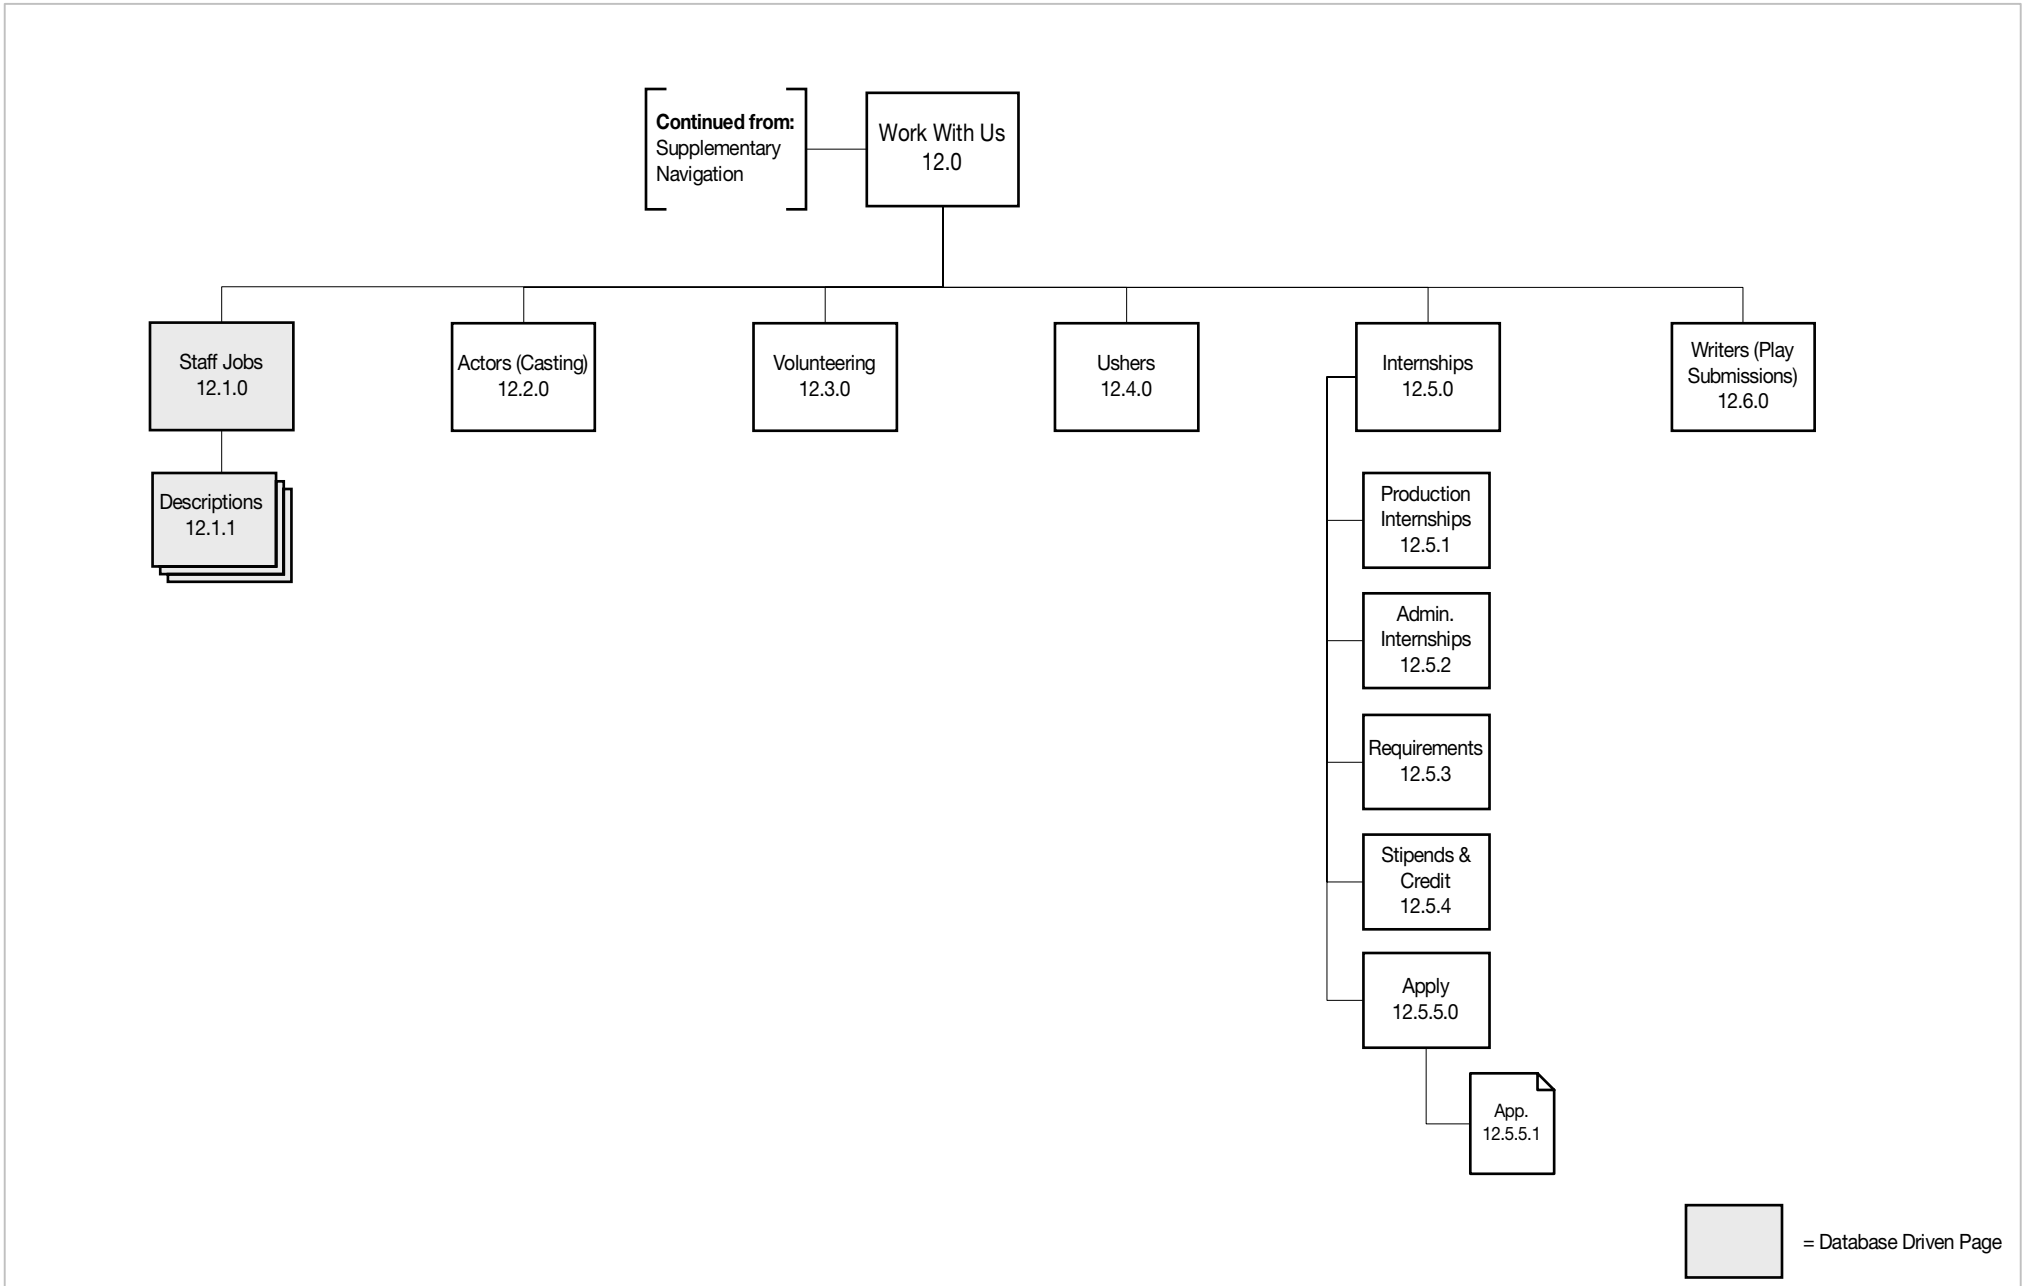 Continued from:
Supplementary
Navigation
Work With Us
12.0
Staff Jobs
12.1.0
Actors (Casting)
12.2.0
Volunteering
12.3.0
Ushers
12.4.0
Internships
12.5.0
Writers (Play
Submissions)
12.6.0
Descriptions
12.1.1
Production
Internships
12.5.1
Admin.
Internships
12.5.2
Requirements
12.5.3
Stipends &
Credit
12.5.4
Apply
12.5.5.0
App.
12.5.5.1
= Database Driven Page